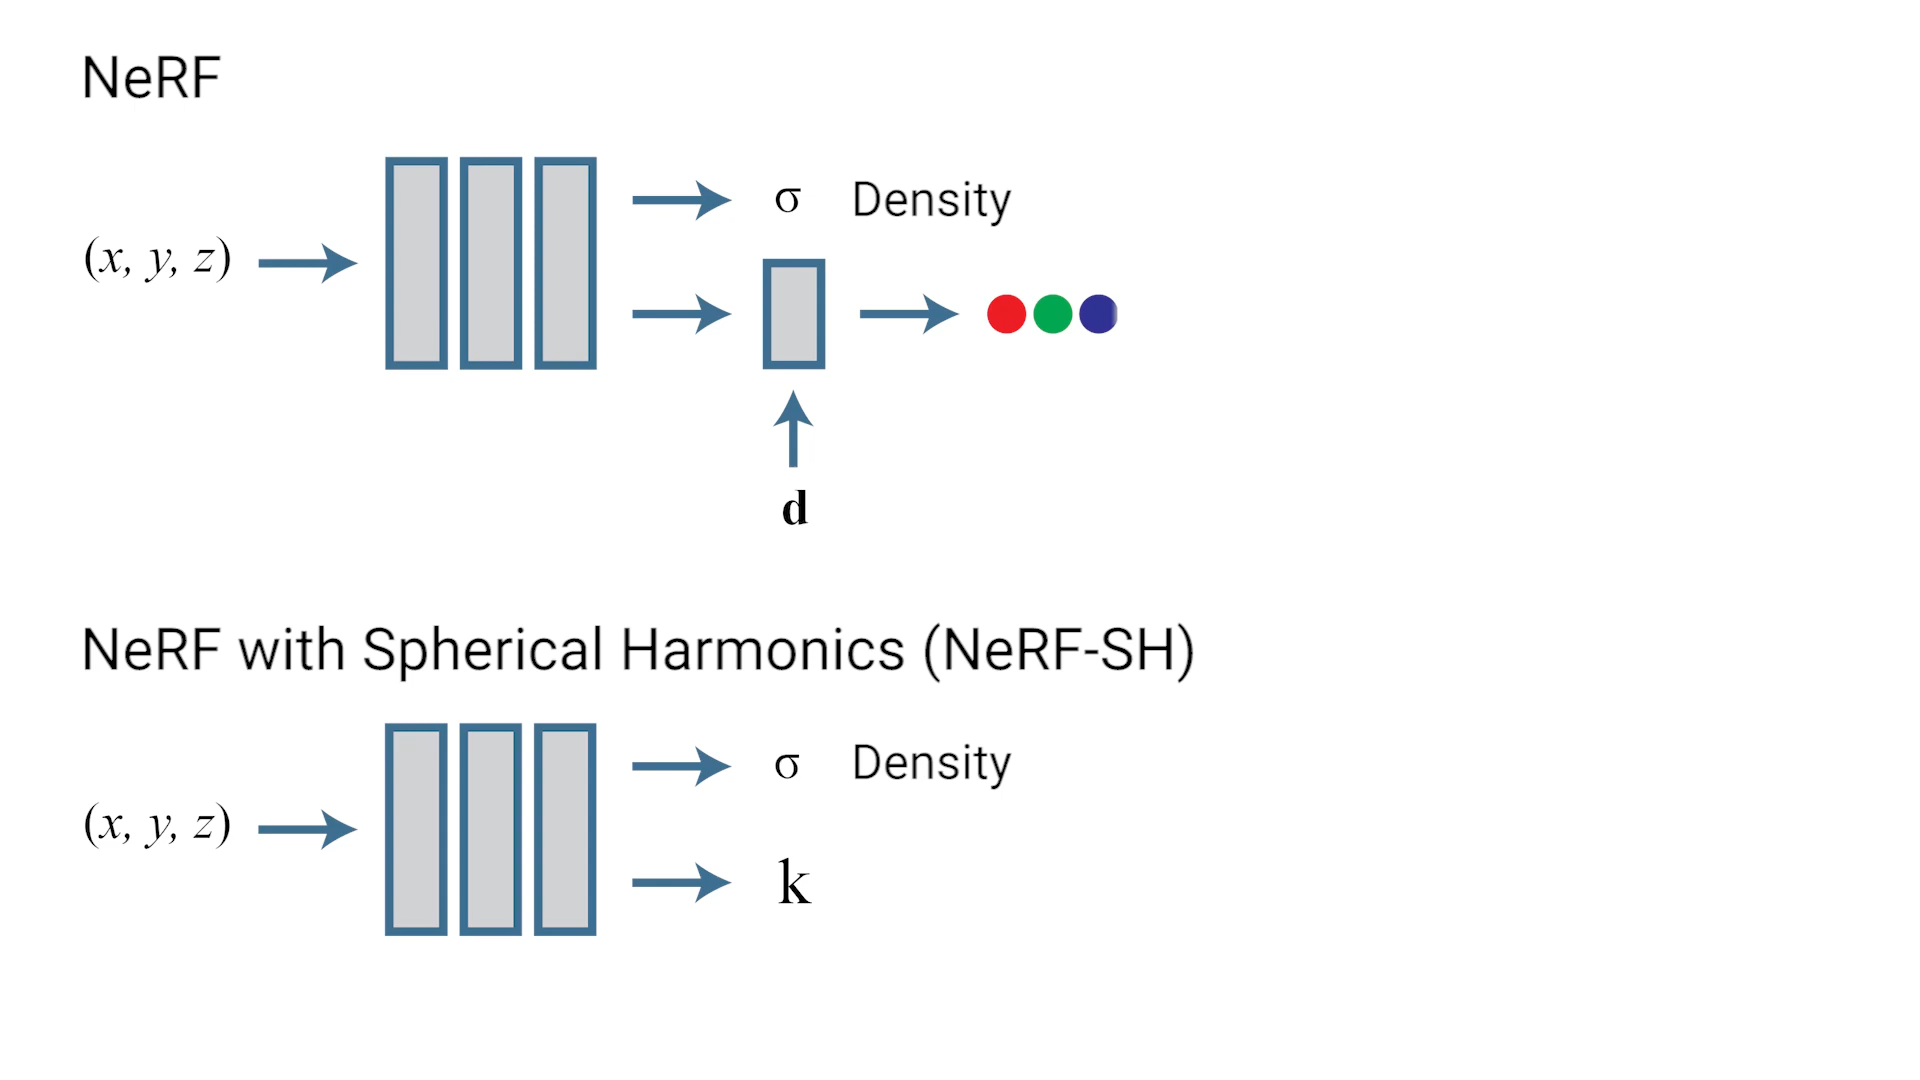 NeRF
(x, y, z)
σ Density
d
NeRF with Spherical Harmonics (NeRF-SH)
(x, y, z)
σ Density
k